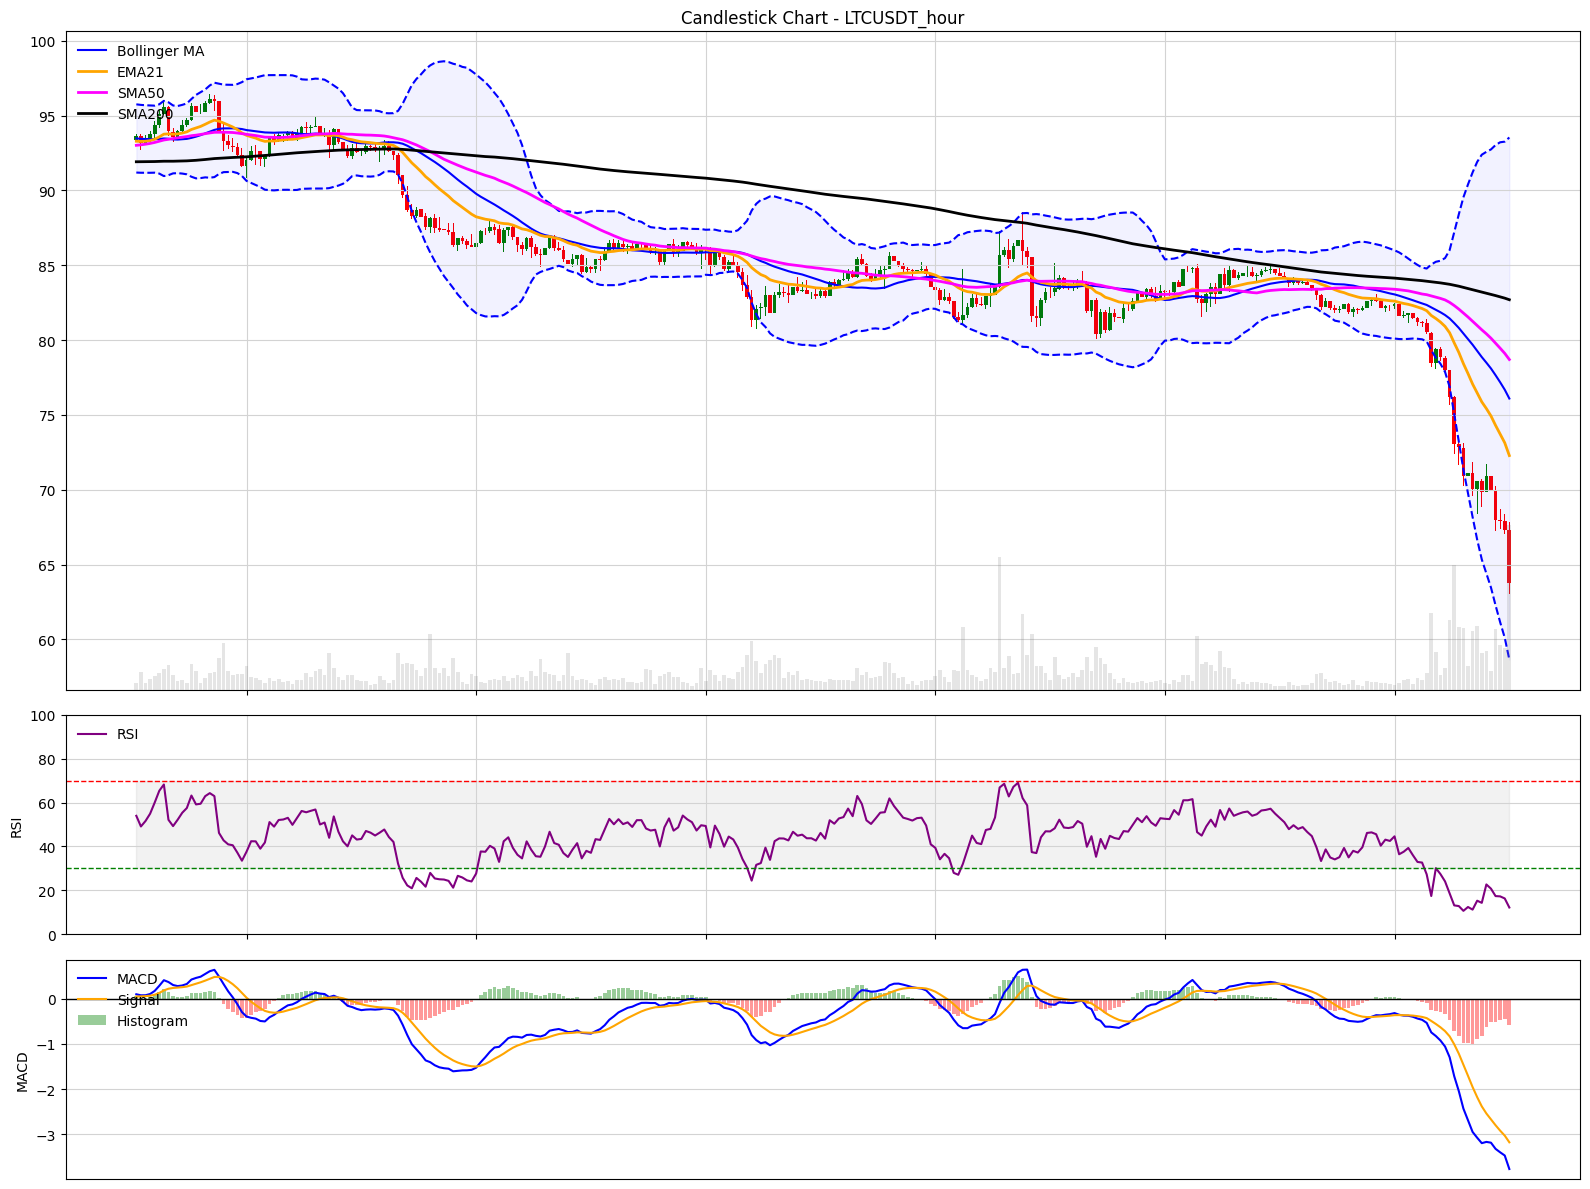 Candlestick Chart - LTCUSDT_hour
100
95
90
85
80
75
70
65
60
Bollinger MA
EMA21
SMA50
SMA200
RSI
100
80
60
40
20
0
RSI
MACD
0
−1
−2
−3
MACD
Signal
Histogram